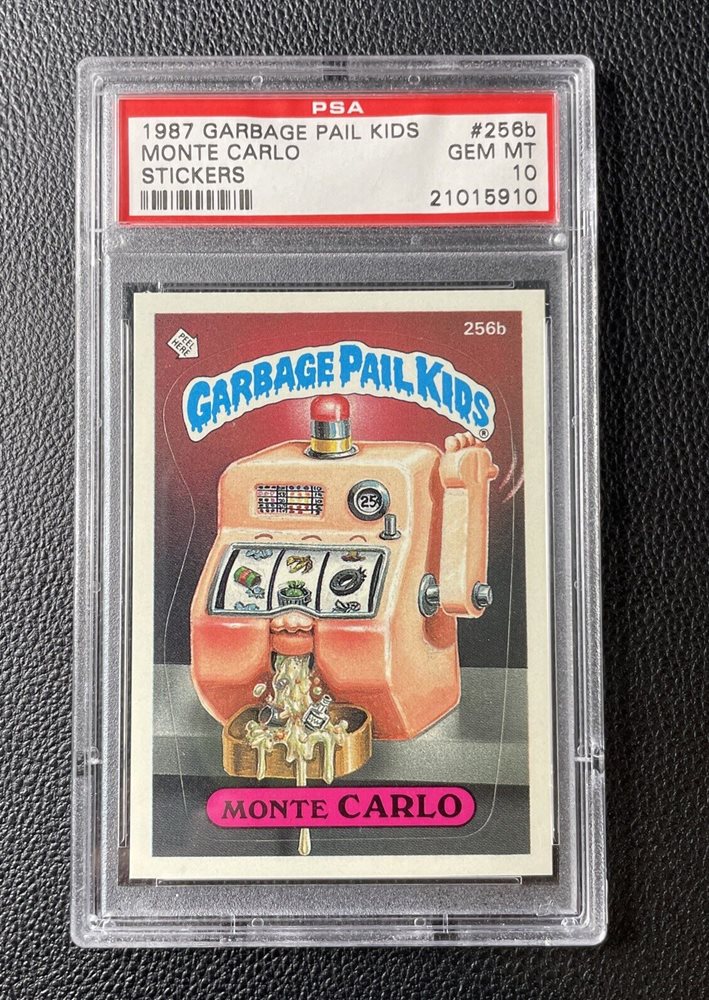 PSA
1987 GARBAGE PAIL KIDS #256b
MONTE CARLO GEM MT
STICKERS 10
21015910
PEEL HERE
256b
GARBAGE PAIL KIDS®
25¢
MONTE CARLO